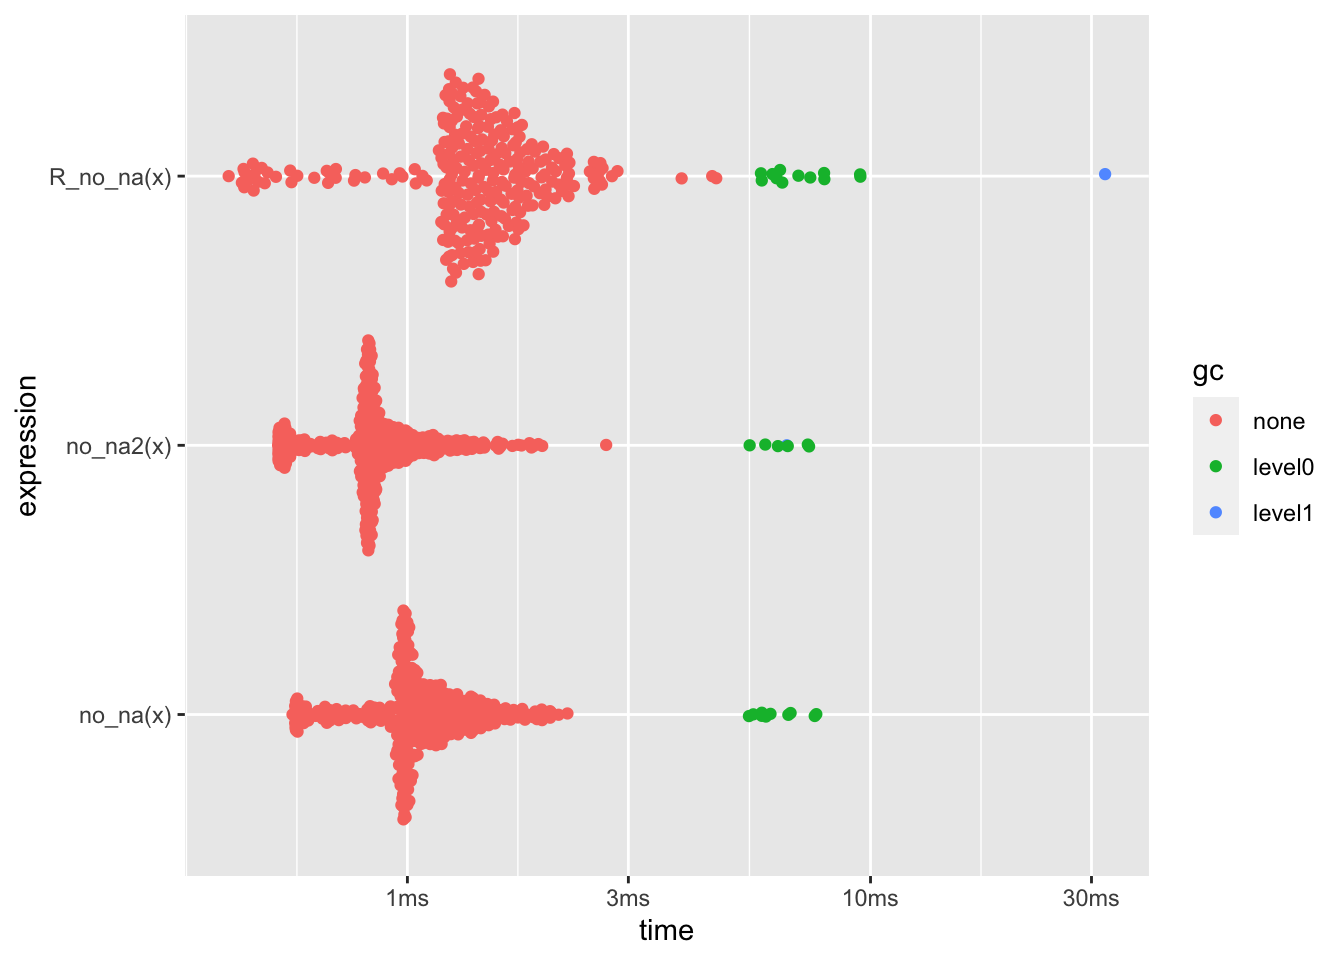 expression
R_no_na(x)
no_na2(x)
no_na(x)
1ms 3ms 10ms 30ms
time
gc
none
level0
level1